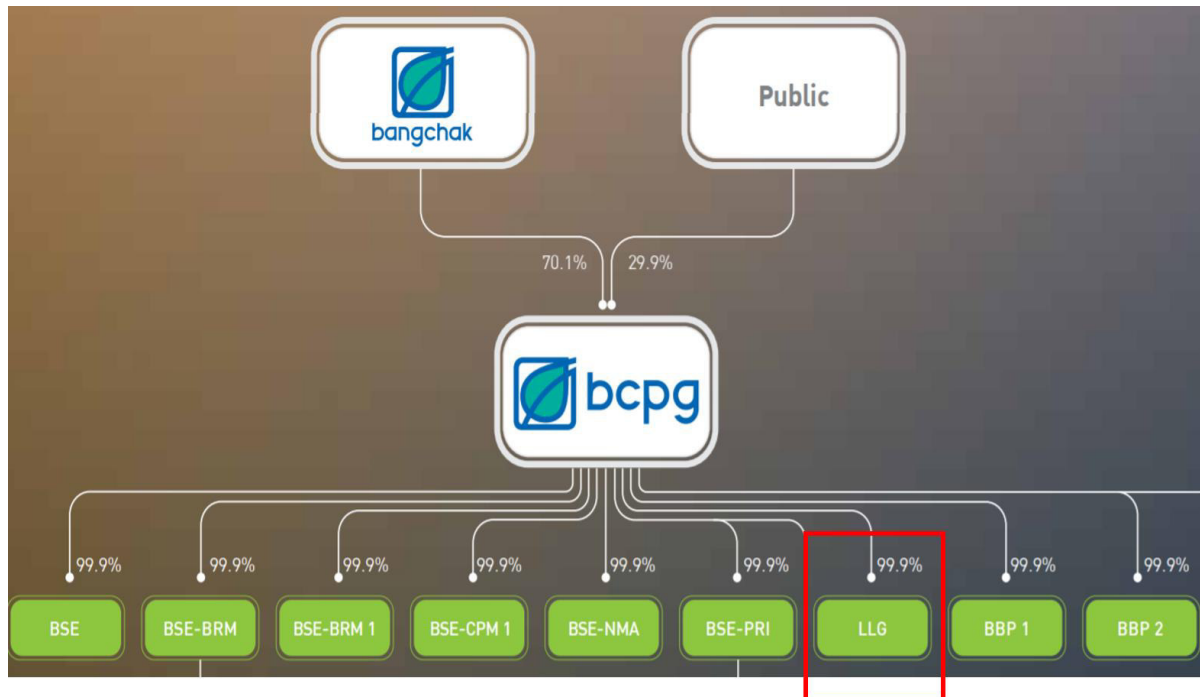 bangchak
Public
70.1%
29.9%
bcpg
99.9%
99.9%
99.9%
99.9%
99.9%
99.9%
99.9%
99.9%
99.9%
BSE
BSE-BRM
BSE-BRM 1
BSE-CPM 1
BSE-NMA
BSE-PRI
LLG
BBP 1
BBP 2